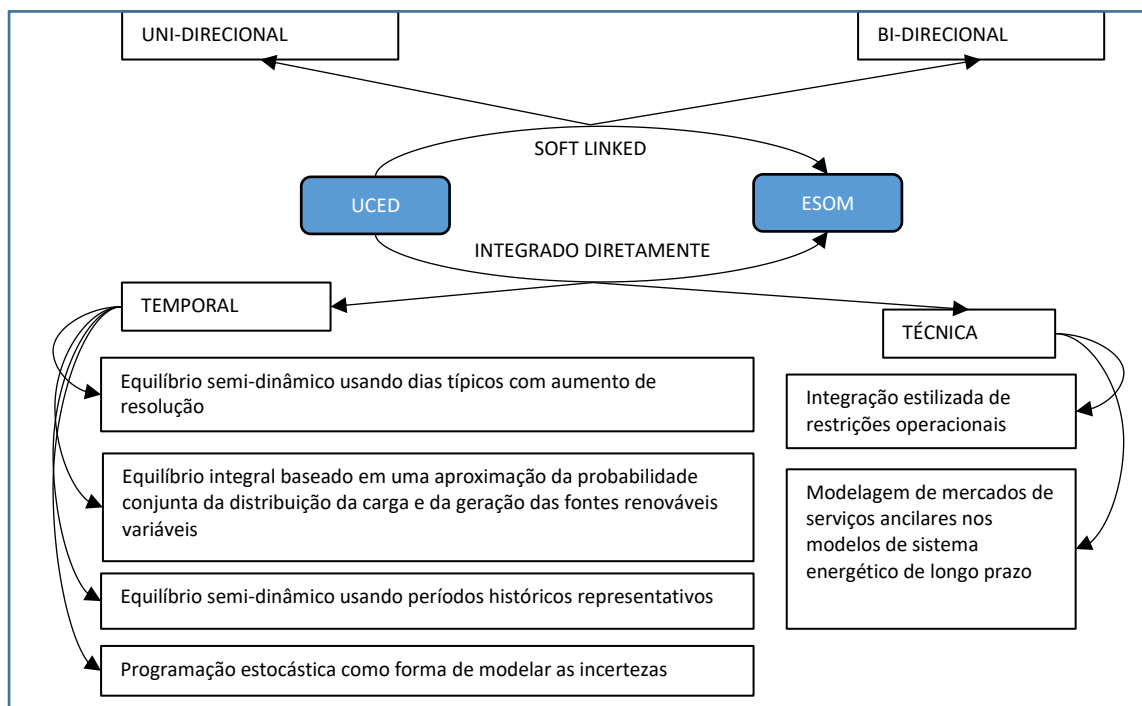 UNI-DIRECIONAL
BI-DIRECIONAL
SOFT LINKED
UCED
ESOM
INTEGRADO DIRETAMENTE
TEMPORAL
TÉCNICA
Equilíbrio semi-dinâmico usando dias típicos com aumento de
resolução
Equilíbrio integral baseado em uma aproximação da probabilidade
conjunta da distribuição da carga e da geração das fontes renováveis
variáveis
Equilíbrio semi-dinâmico usando períodos históricos representativos
Programação estocástica como forma de modelar as incertezas
Integração estilizada de
restrições operacionais
Modelagem de mercados de
serviços ancilares nos
modelos de sistema
energético de longo prazo